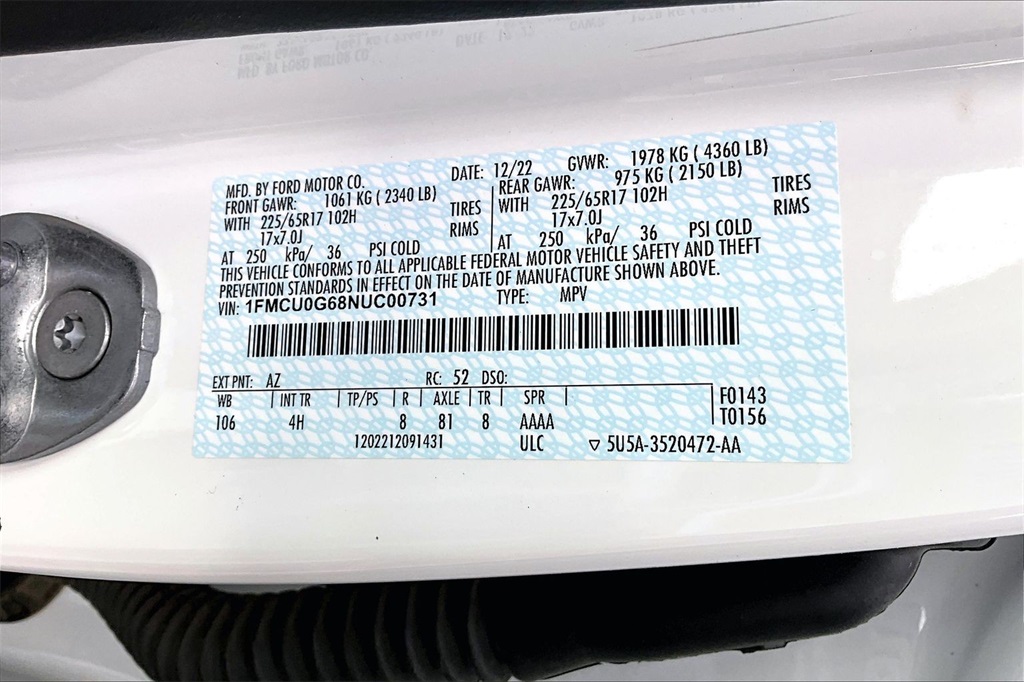 MFD. BY FORD MOTOR CO. DATE: 12/22 GVWR: 1978 KG ( 4360 LB)
FRONT GAWR: 1061 KG ( 2340 LB) REAR GAWR: 975 KG ( 2150 LB)
WITH 225/65R17 102H TIRES WITH 225/65R17 102H TIRES
17x7.0J RIMS 17x7.0J RIMS
AT 250 kPa/ 36 PSI COLD AT 250 kPa/ 36 PSI COLD
THIS VEHICLE CONFORMS TO ALL APPLICABLE FEDERAL MOTOR VEHICLE SAFETY AND THEFT
PREVENTION STANDARDS IN EFFECT ON THE DATE OF MANUFACTURE SHOWN ABOVE.
VIN: 1FMCU0G68NUC00731 TYPE: MPV
EXT PNT: AZ RC: 52 DSO:
WB INT TR TP/PS R AXLE TR SPR F0143
106 4H 8 81 8 AAAA T0156
1202212091431 ULC 5U5A-3520472-AA